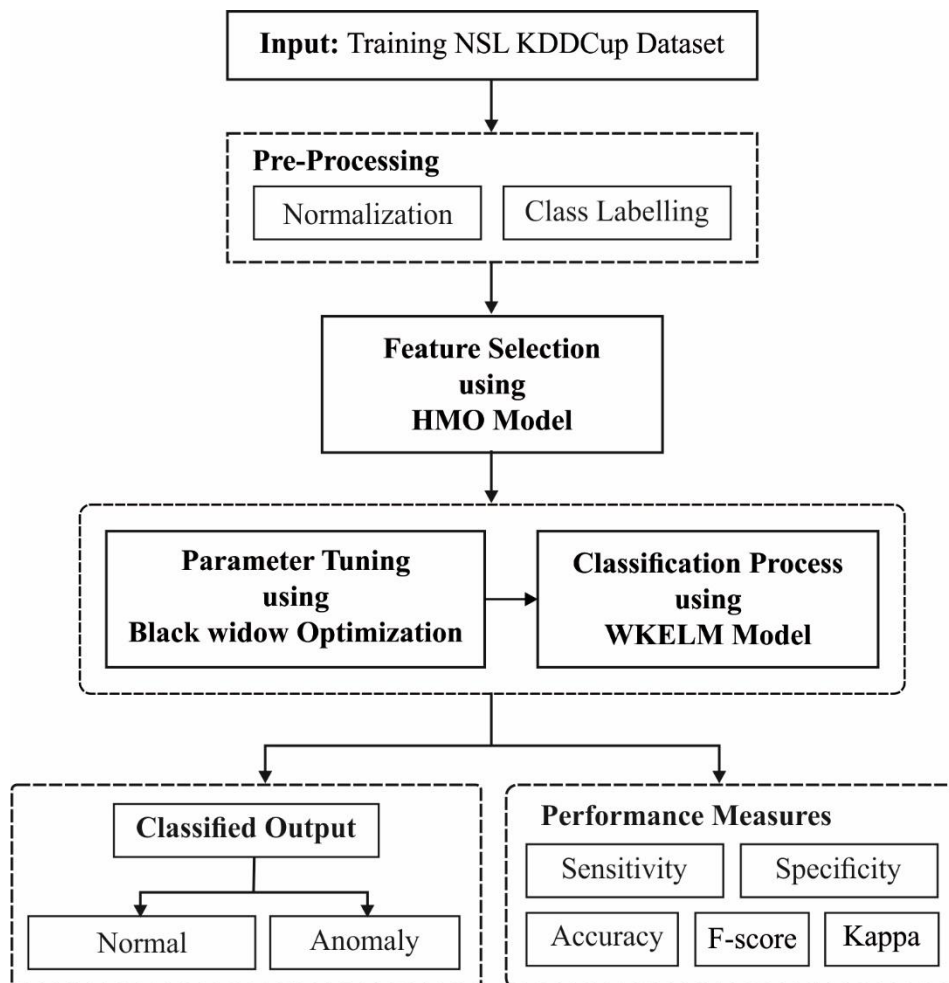 Input: Training NSL KDDCup Dataset
Pre-Processing
Normalization
Class Labelling
Feature Selection
using
HMO Model
Parameter Tuning
using
Black widow Optimization
Classification Process
using
WKELM Model
Classified Output
Normal
Anomaly
Performance Measures
Sensitivity
Specificity
Accuracy
F-score
Kappa